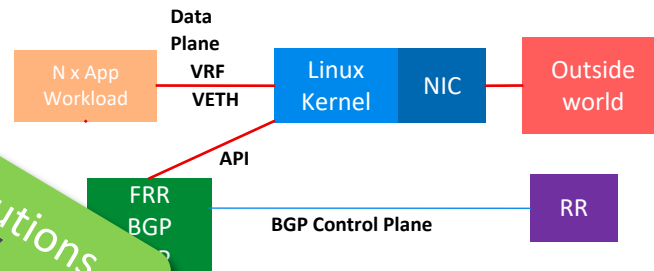 Data
Plane
VRF
VETH
N x App
Workload
Linux
Kernel
NIC
Outside
world
API
FRR
BGP
BGP Control Plane
RR